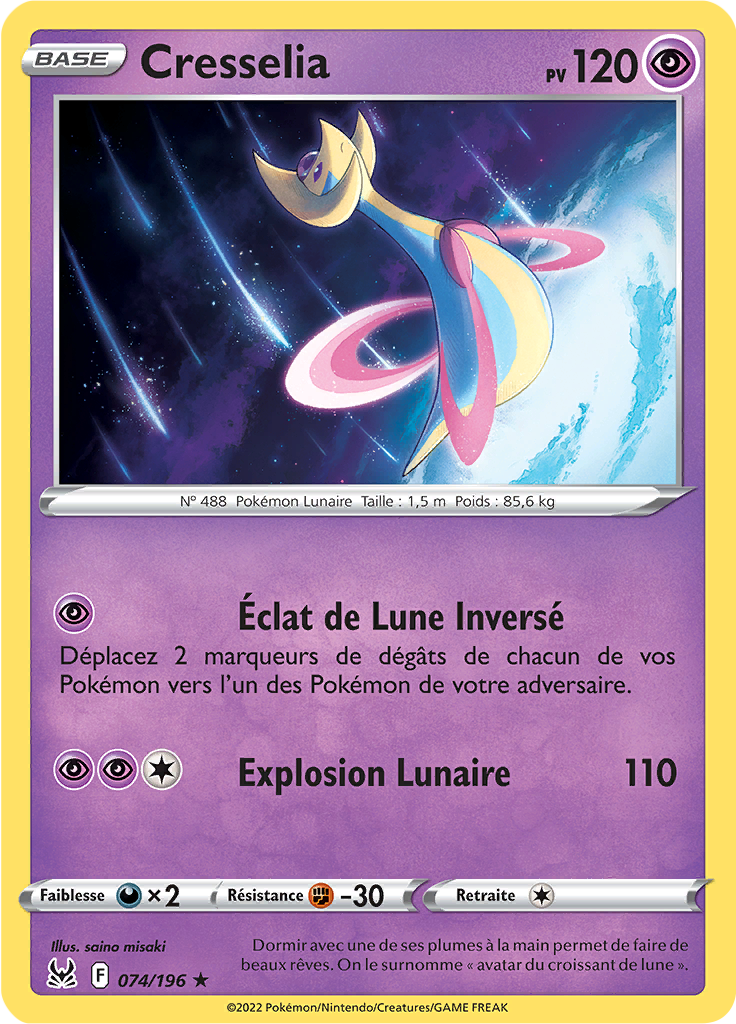 BASE Cresselia PV 120
Nº 488 Pokémon Lunaire Taille : 1,5 m Poids : 85,6 kg
Éclat de Lune Inversé
Déplacez 2 marqueurs de dégâts de chacun de vos
Pokémon vers l'un des Pokémon de votre adversaire.
Explosion Lunaire 110
Faiblesse ×2 Résistance -30 Retraite
Illus. saino misaki
Dormir avec une de ses plumes à la main permet de faire de
beaux rêves. On le surnomme « avatar du croissant de lune ».
F 074/196 ★
©2022 Pokémon/Nintendo/Creatures/GAME FREAK